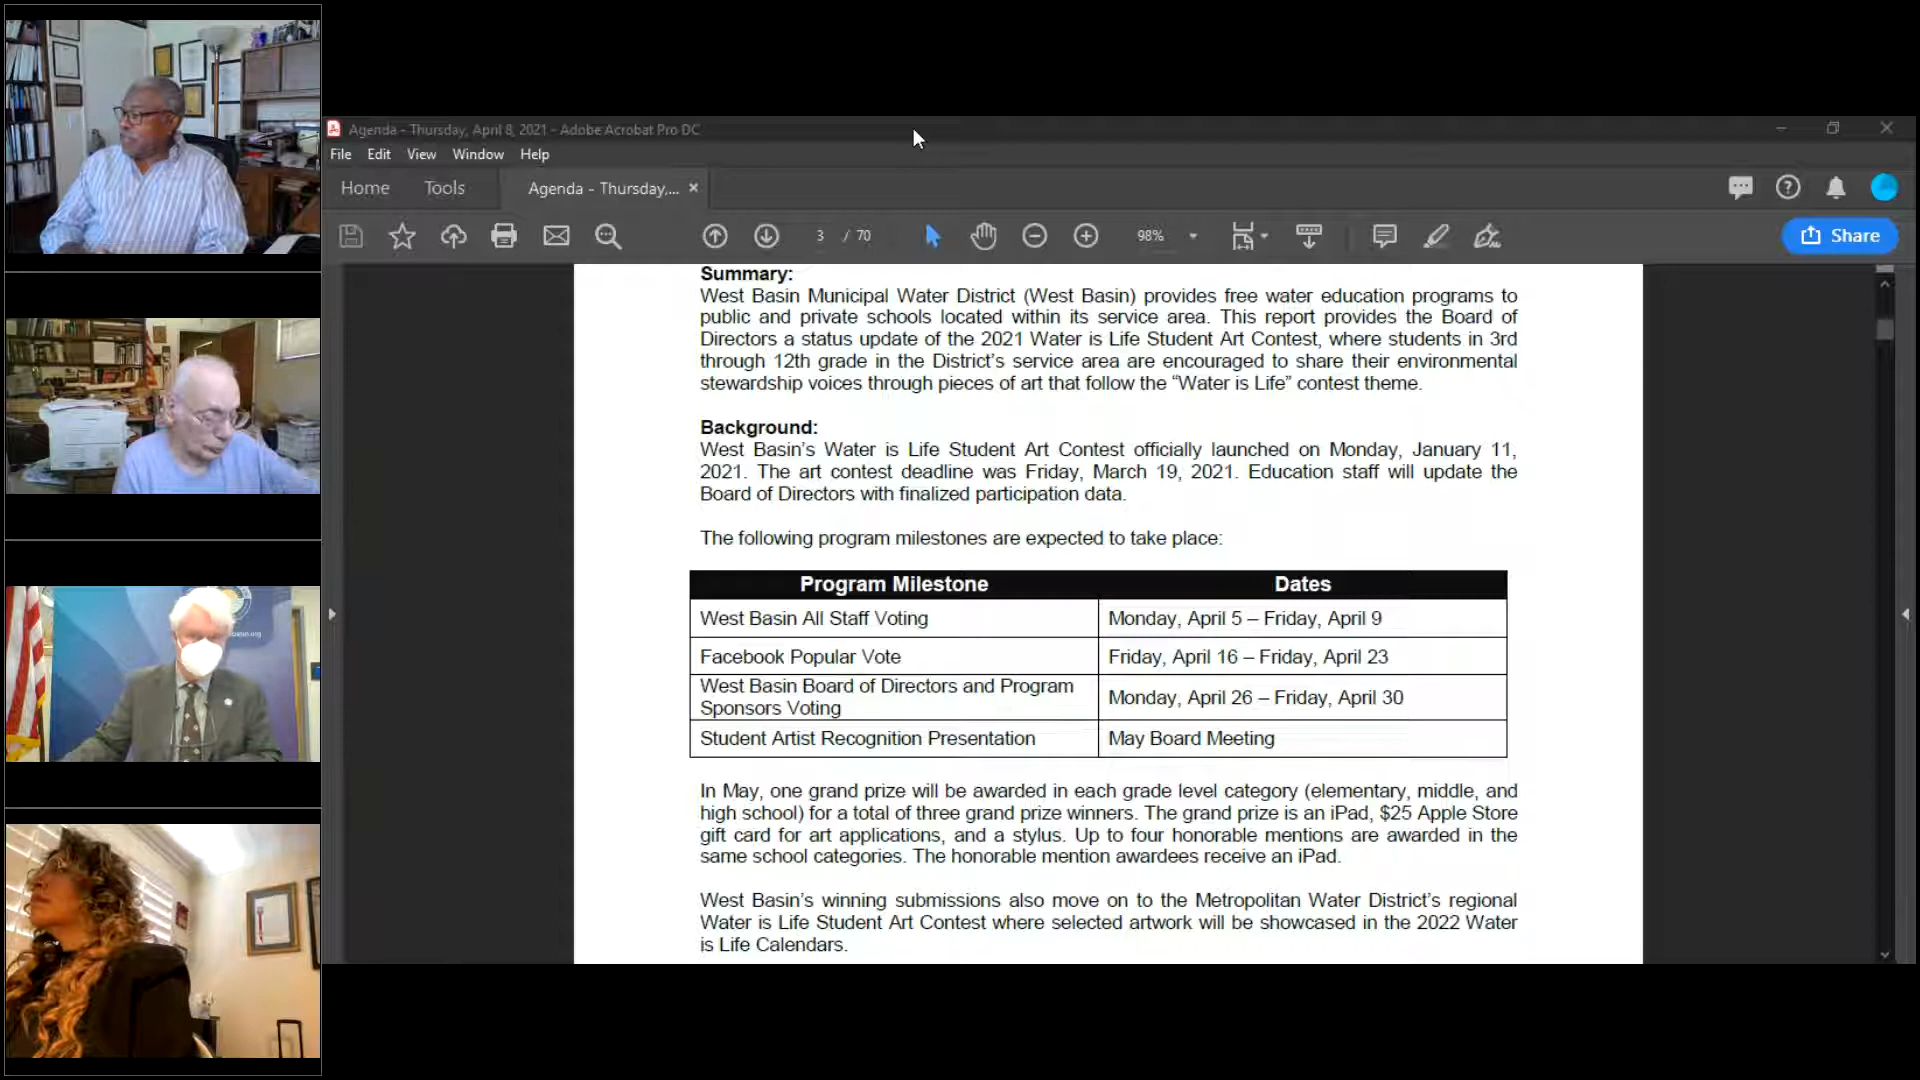 Agenda - Thursday, April 8, 2021 - Adobe Acrobat Pro DC
File Edit View Window Help
Home Tools Agenda - Thursday,... ×
3 / 70 98% Share
Summary:
West Basin Municipal Water District (West Basin) provides free water education programs to
public and private schools located within its service area. This report provides the Board of
Directors a status update of the 2021 Water is Life Student Art Contest, where students in 3rd
through 12th grade in the District's service area are encouraged to share their environmental
stewardship voices through pieces of art that follow the “Water is Life” contest theme.
Background:
West Basin's Water is Life Student Art Contest officially launched on Monday, January 11,
2021. The art contest deadline was Friday, March 19, 2021. Education staff will update the
Board of Directors with finalized participation data.
The following program milestones are expected to take place:
Program Milestone Dates
West Basin All Staff Voting Monday, April 5 – Friday, April 9
Facebook Popular Vote Friday, April 16 – Friday, April 23
West Basin Board of Directors and Program
Sponsors Voting Monday, April 26 – Friday, April 30
Student Artist Recognition Presentation May Board Meeting
In May, one grand prize will be awarded in each grade level category (elementary, middle, and
high school) for a total of three grand prize winners. The grand prize is an iPad, $25 Apple Store
gift card for art applications, and a stylus. Up to four honorable mentions are awarded in the
same school categories. The honorable mention awardees receive an iPad.
West Basin's winning submissions also move on to the Metropolitan Water District's regional
Water is Life Student Art Contest where selected artwork will be showcased in the 2022 Water
is Life Calendars.